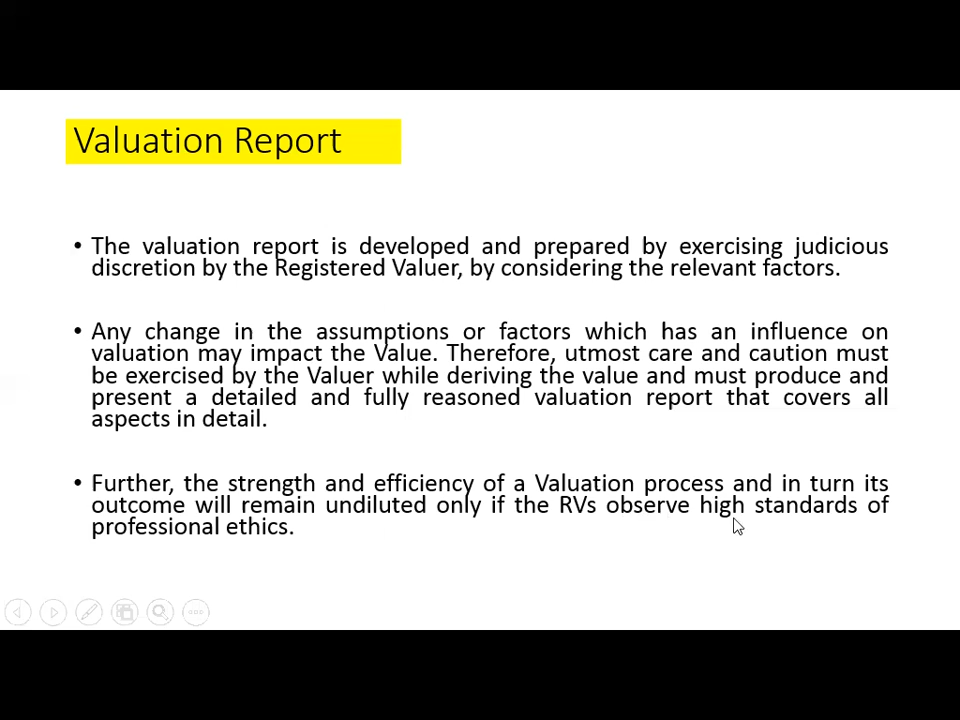 Valuation Report
• The valuation report is developed and prepared by exercising judicious
discretion by the Registered Valuer, by considering the relevant factors.
• Any change in the assumptions or factors which has an influence on
valuation may impact the Value. Therefore, utmost care and caution must
be exercised by the Valuer while deriving the value and must produce and
present a detailed and fully reasoned valuation report that covers all
aspects in detail.
• Further, the strength and efficiency of a Valuation process and in turn its
outcome will remain undiluted only if the RVs observe high standards of
professional ethics.